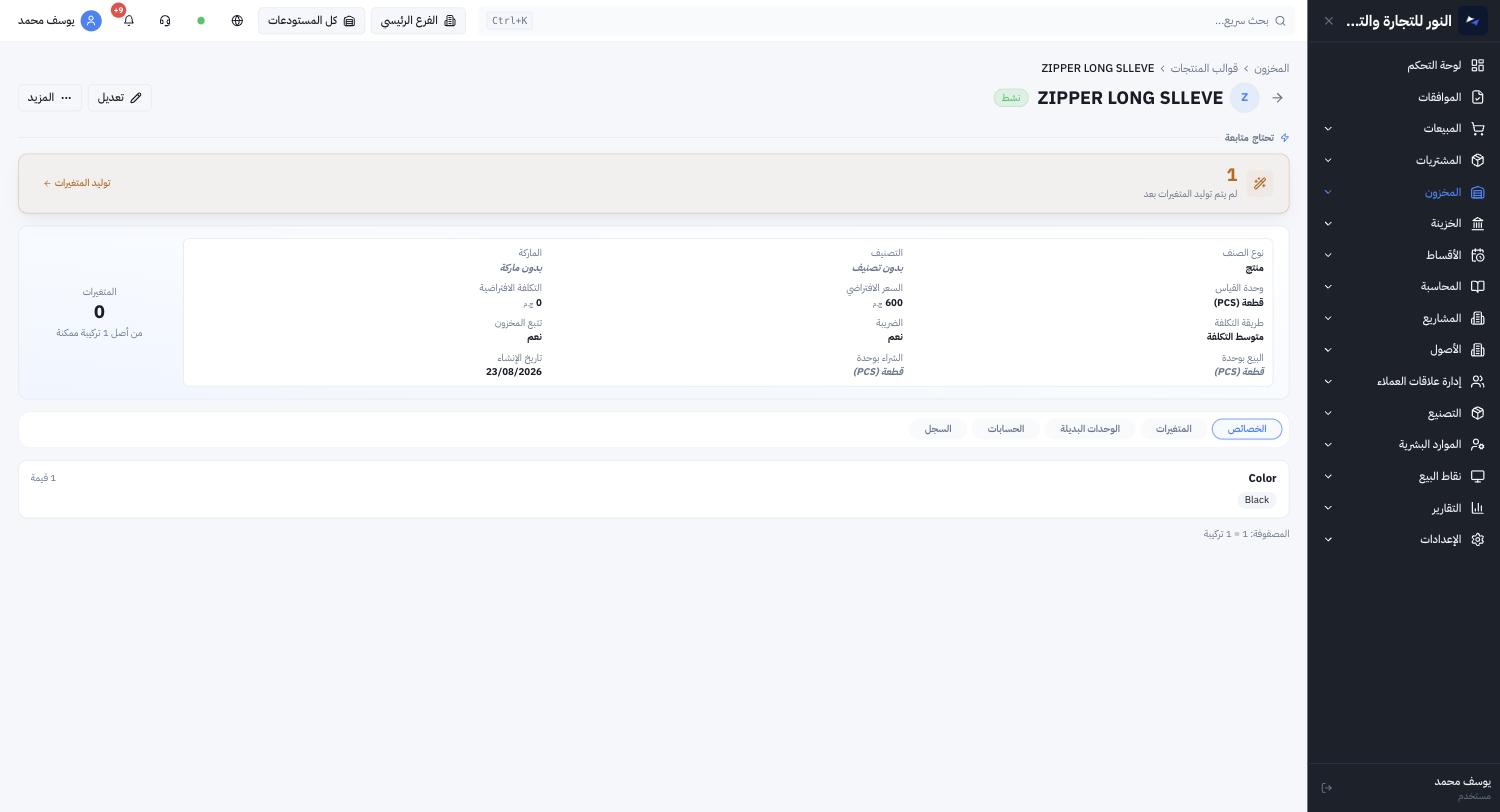 النور للتجارة والتـ...
لوحة التحكم
الموافقات
المبيعات
المشتريات
المخزون
الخزينة
الأقساط
المحاسبة
المشاريع
الأصول
إدارة علاقات العملاء
التصنيع
الموارد البشرية
نقاط البيع
التقارير
الإعدادات
يوسف محمد
مستخدم
بحث سريع...
Ctrl+K
الفرع الرئيسي
كل المستودعات
+9
يوسف محمد
المخزون › قوالب المنتجات › ZIPPER LONG SLLEVE
Z ZIPPER LONG SLLEVE نشط
تعديل
المزيد
تحتاج متابعة
1
لم يتم توليد المتغيرات بعد
توليد المتغيرات ←
نوع الصنف
منتج
التصنيف
بدون تصنيف
الماركة
بدون ماركة
وحدة القياس
قطعة (PCS)
السعر الافتراضي
600 ج.م
التكلفة الافتراضية
0 ج.م
طريقة التكلفة
متوسط التكلفة
الضريبة
نعم
تتبع المخزون
نعم
البيع بوحدة
قطعة (PCS)
الشراء بوحدة
قطعة (PCS)
تاريخ الإنشاء
23/08/2026
المتغيرات
0
من أصل 1 تركيبة ممكنة
الخصائص
المتغيرات
الوحدات البديلة
الحسابات
السجل
Color
1 قيمة
Black
المصفوفة: 1 = 1 تركيبة